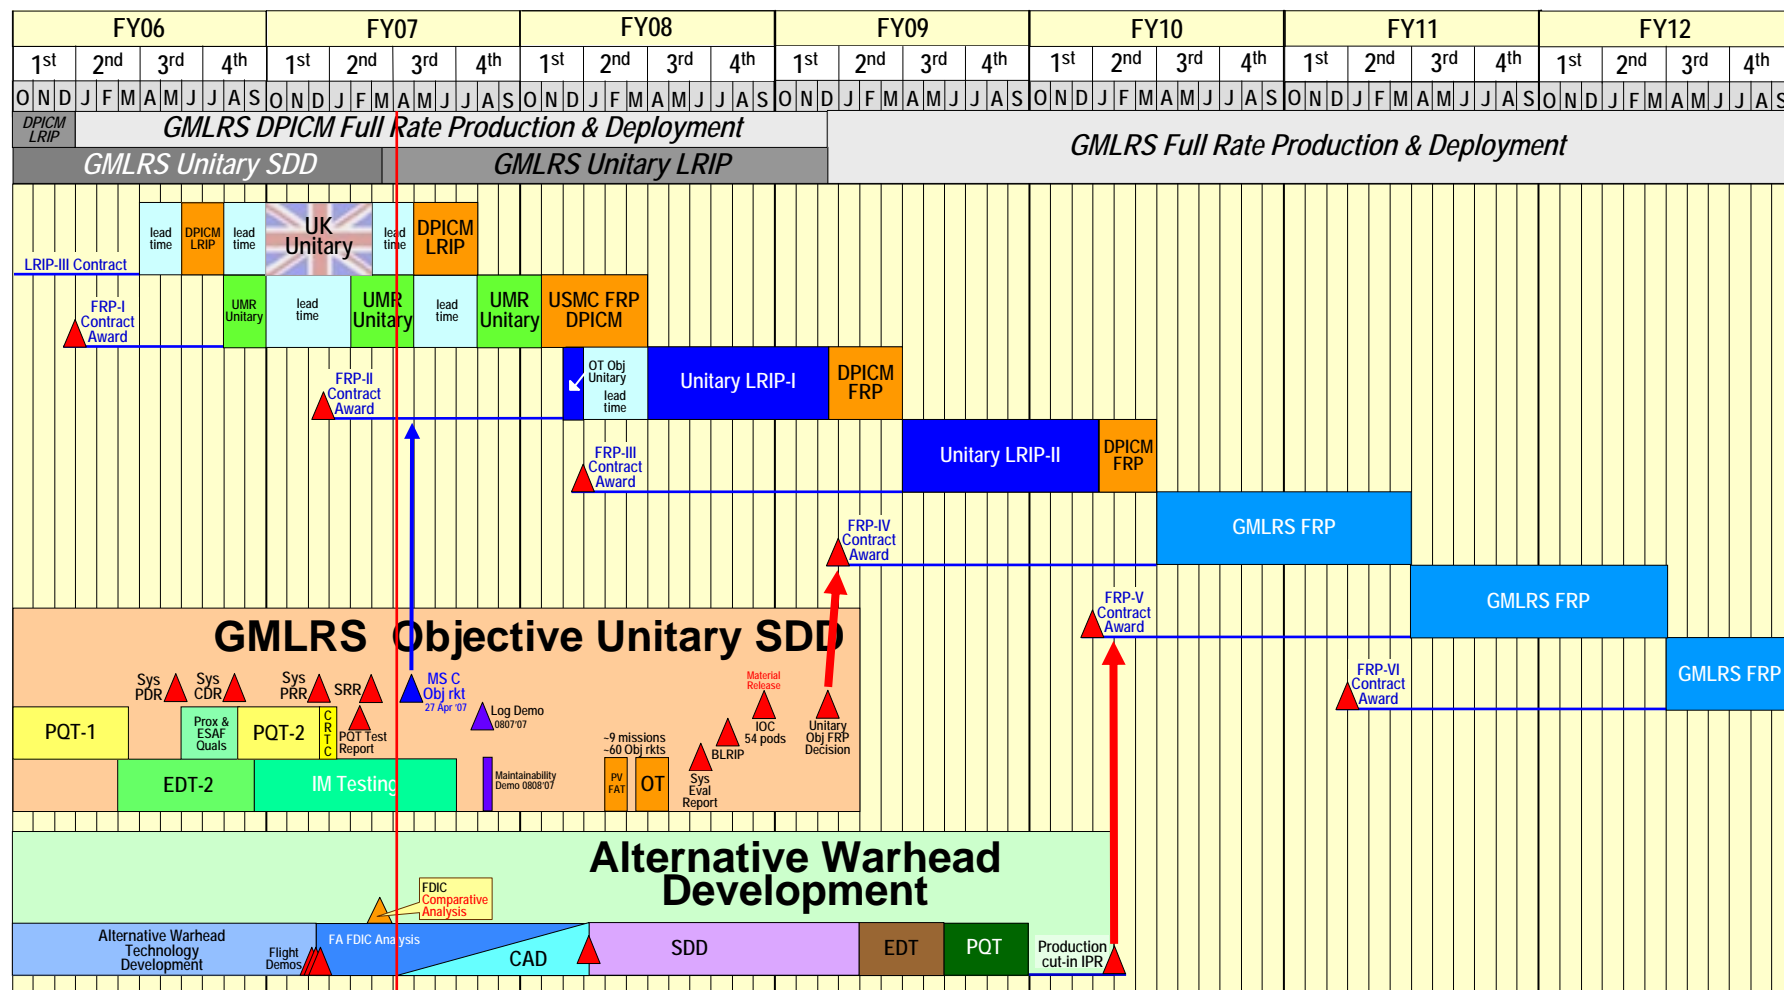 FY06 FY07 FY08 FY09 FY10 FY11 FY12
1st 2nd 3rd 4th 1st 2nd 3rd 4th 1st 2nd 3rd 4th 1st 2nd 3rd 4th 1st 2nd 3rd 4th 1st 2nd 3rd 4th 1st 2nd 3rd 4th
O N D J F M A M J J A S O N D J F M A M J J A S O N D J F M A M J J A S O N D J F M A M J J A S O N D J F M A M J J A S O N D J F M A M J J A S O N D J F M A M J J A S
DPICM
LRIP
GMLRS DPICM Full Rate Production & Deployment
GMLRS Full Rate Production & Deployment
GMLRS Unitary SDD
GMLRS Unitary LRIP
LRIP-III Contract
lead
time
DPICM
LRIP
lead
time
UK
Unitary
lead
time
DPICM
LRIP
FRP-I
Contract
Award
UMR
Unitary
lead
time
UMR
Unitary
lead
time
UMR
Unitary
USMC FRP
DPICM
FRP-II
Contract
Award
OT Obj
Unitary
lead
time
Unitary LRIP-I
DPICM
FRP
FRP-III
Contract
Award
Unitary LRIP-II
DPICM
FRP
FRP-IV
Contract
Award
GMLRS FRP
FRP-V
Contract
Award
GMLRS FRP
FRP-VI
Contract
Award
GMLRS FRP
GMLRS Objective Unitary SDD
Sys
PDR
Sys
CDR
Sys
PRR
SRR
MS C
Obj rkt
27 Apr '07
Material
Release
IOC
54 pods
Unitary
Obj FRP
Decision
PQT-1
Prox &
ESAF
Quals
PQT-2
C
R
T
C
PQT Test
Report
Log Demo
0807'07
~9 missions
~60 Obj rkts
BLRIP
EDT-2
IM Testing
Maintainability
Demo 0808'07
PV
FAT
OT
Sys
Eval
Report
Alternative Warhead
Development
FDIC
Comparative
Analysis
Alternative Warhead
Technology
Development
Flight
Demos
FA FDIC Analysis
CAD
SDD
EDT
PQT
Production
cut-in IPR